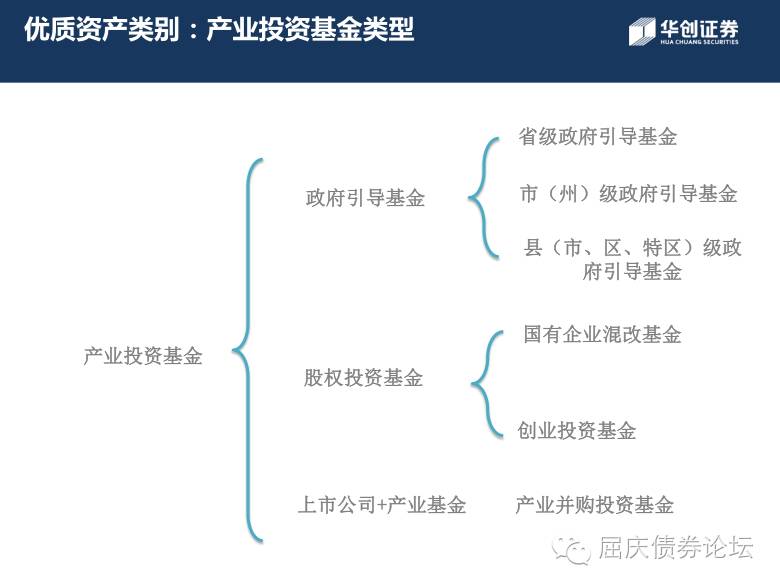 优质资产类别：产业投资基金类型
华创证券
HUA CHUANG SECURITIES
省级政府引导基金
政府引导基金
市（州）级政府引导基金
县（市、区、特区）级政
府引导基金
国有企业混改基金
产业投资基金
股权投资基金
创业投资基金
上市公司+产业基金
产业并购投资基金
屈庆债券论坛